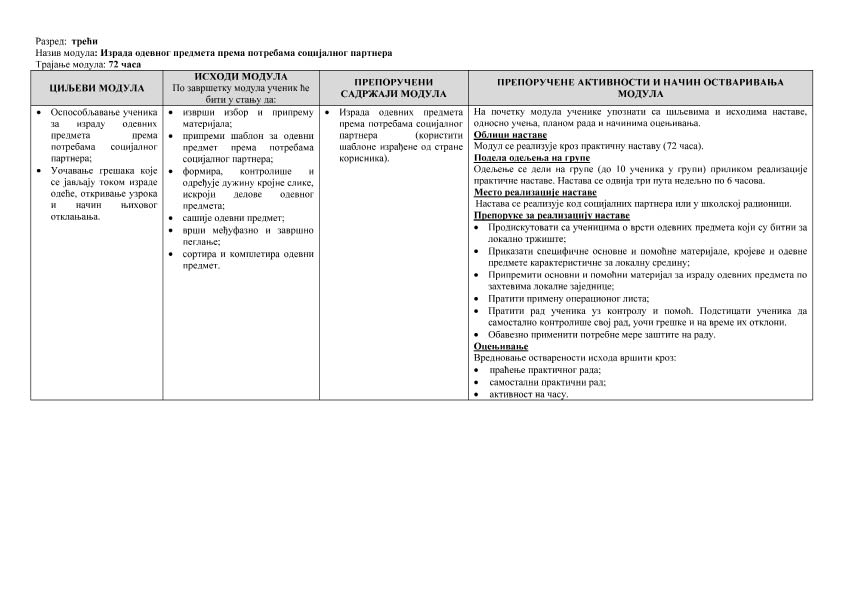 Разред: трећи
Назив модула: Израда одевног предмета према потребама социјалног партнера
Трајање модула: 72 часа
ЦИЉЕВИ МОДУЛА
ИСХОДИ МОДУЛА
По завршетку модула ученик ће
бити у стању да:
ПРЕПОРУЧЕНИ
САДРЖАЈИ МОДУЛА
ПРЕПОРУЧЕНЕ АКТИВНОСТИ И НАЧИН ОСТВАРИВАЊА
МОДУЛА
• Оспособљавање ученика
за израду одевних
предмета према
потребама социјалног
партнера;
• Уочавање грешака које
се јављају током израде
одеће, откривање узрока
и начин њиховог
отклањања.
• изврши избор и припрему
материјала;
• припреми шаблон за одевни
предмет према потребама
социјалног партнера;
• формира, контролише и
одређује дужину кројне слике,
искроји делове одевног
предмета;
• сашије одевни предмет;
• врши међуфазно и завршно
пеглање;
• сортира и комплетира одевни
предмет.
• Израда одевних предмета
према потребама социјалног
партнера (користити
шаблоне израђене од стране
корисника).
На почетку модула ученике упознати са циљевима и исходима наставе,
односно учења, планом рада и начинима оцењивања.
Облици наставе
Модул се реализује кроз практичну наставу (72 часа).
Подела одељења на групе
Одељење се дели на групе (до 10 ученика у групи) приликом реализације
практичне наставе. Настава се одвија три пута недељно по 6 часова.
Место реализације наставе
Настава се реализује код социјалних партнера или у школској радионици.
Препоруке за реализацију наставе
• Продискутовати са ученицима о врсти одевних предмета који су битни за
локално тржиште;
• Приказати специфичне основне и помоћне материјале, кројеве и одевне
предмете карактеристичне за локалну средину;
• Припремити основни и помоћни материјал за израду одевних предмета по
захтевима локалне заједнице;
• Пратити примену операционог листа;
• Пратити рад ученика уз контролу и помоћ. Подстицати ученика да
самостално контролише свој рад, уочи грешке и на време их отклони.
• Обавезно применити потребне мере заштите на раду.
Оцењивање
Вредновање остварености исхода вршити кроз:
• праћење практичног рада;
• самостални практични рад;
• активност на часу.